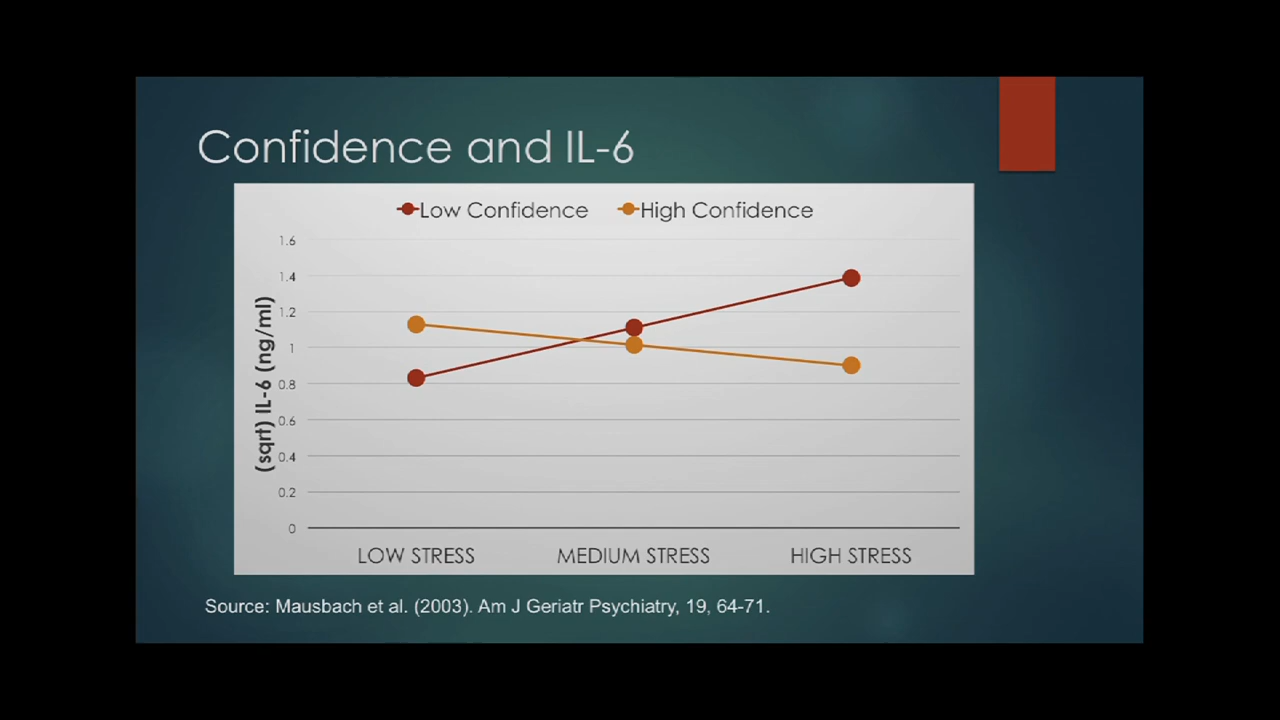 Confidence and IL-6
Low Confidence
High Confidence
1.6
1.4
1.2
1
0.8
0.6
0.4
0.2
0
(sqrt) IL-6 (ng/ml)
LOW STRESS
MEDIUM STRESS
HIGH STRESS
Source: Mausbach et al. (2003). Am J Geriatr Psychiatry, 19, 64-71.